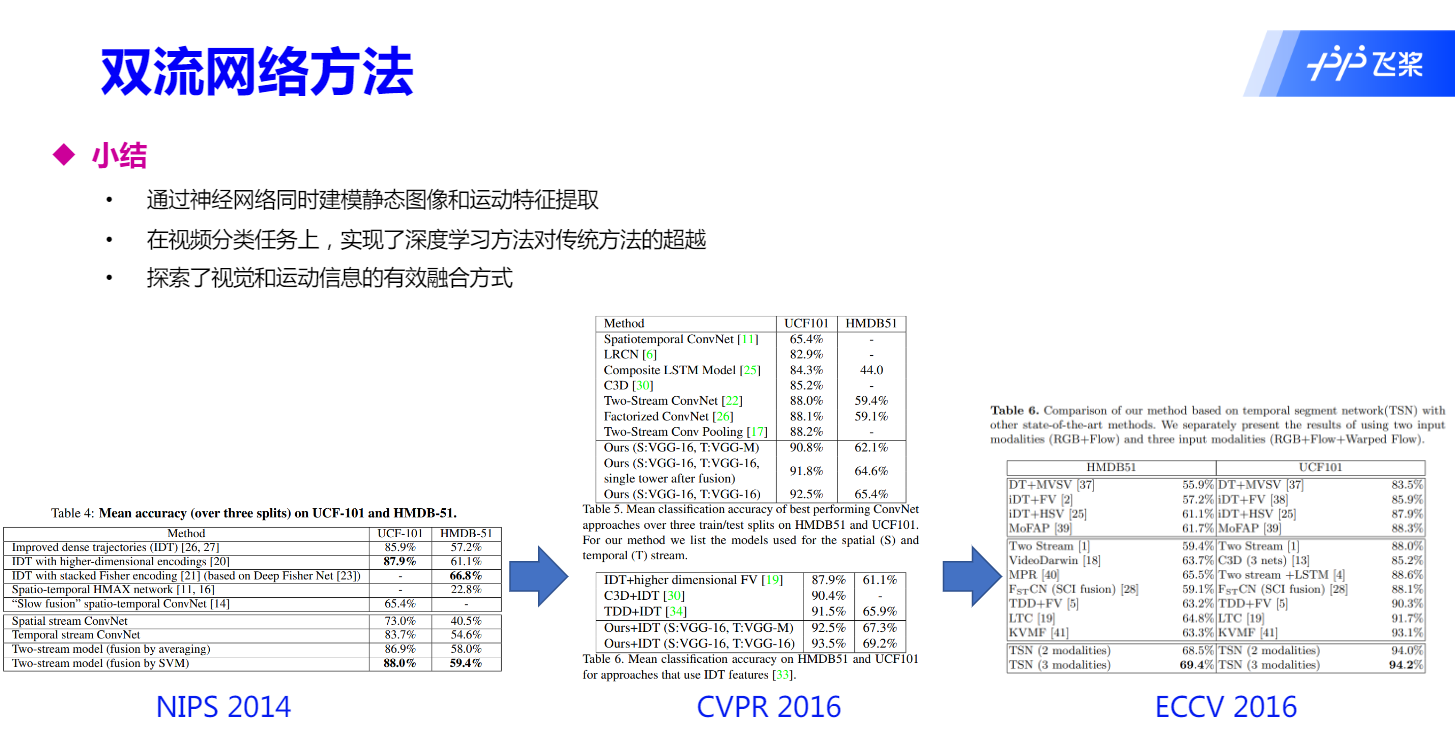 双流网络方法
飞桨
小结
• 通过神经网络同时建模静态图像和运动特征提取
• 在视频分类任务上，实现了深度学习方法对传统方法的超越
• 探索了视觉和运动信息的有效融合方式
Table 4: Mean accuracy (over three splits) on UCF-101 and HMDB-51.
Method UCF-101 HMDB-51
Improved dense trajectories (IDT) [26, 27] 85.9% 57.2%
IDT with higher-dimensional encodings [20] 87.9% 61.1%
IDT with stacked Fisher encoding [21] (based on Deep Fisher Net [23]) - 66.8%
Spatio-temporal HMAX network [11, 16] - 22.8%
“Slow fusion” spatio-temporal ConvNet [14] 65.4% -
Spatial stream ConvNet 73.0% 40.5%
Temporal stream ConvNet 83.7% 54.6%
Two-stream model (fusion by averaging) 86.9% 58.0%
Two-stream model (fusion by SVM) 88.0% 59.4%
NIPS 2014
Method UCF101 HMDB51
Spatiotemporal ConvNet [11] 65.4% -
LRCN [6] 82.9% -
Composite LSTM Model [25] 84.3% 44.0
C3D [30] 85.2% -
Two-Stream ConvNet [22] 88.0% 59.4%
Factorized ConvNet [26] 88.1% 59.1%
Two-Stream Conv Pooling [17] 88.2% -
Ours (S:VGG-16, T:VGG-M) 90.8% 62.1%
Ours (S:VGG-16, T:VGG-16,
single tower after fusion) 91.8% 64.6%
Ours (S:VGG-16, T:VGG-16) 92.5% 65.4%
Table 5. Mean classification accuracy of best performing ConvNet
approaches over three train/test splits on HMDB51 and UCF101.
For our method we list the models used for the spatial (S) and
temporal (T) stream.
IDT+higher dimensional FV [19] 87.9% 61.1%
C3D+IDT [30] 90.4% -
TDD+IDT [34] 91.5% 65.9%
Ours+IDT (S:VGG-16, T:VGG-M) 92.5% 67.3%
Ours+IDT (S:VGG-16, T:VGG-16) 93.5% 69.2%
Table 6. Mean classification accuracy on HMDB51 and UCF101
for approaches that use IDT features [33].
CVPR 2016
Table 6. Comparison of our method based on temporal segment network(TSN) with
other state-of-the-art methods. We separately present the results of using two input
modalities (RGB+Flow) and three input modalities (RGB+Flow+Warped Flow).
HMDB51 UCF101
DT+MVSV [37] 55.9% DT+MVSV [37] 83.5%
iDT+FV [2] 57.2% iDT+FV [38] 85.9%
iDT+HSV [25] 61.1% iDT+HSV [25] 87.9%
MoFAP [39] 61.7% MoFAP [39] 88.3%
Two Stream [1] 59.4% Two Stream [1] 88.0%
VideoDarwin [18] 63.7% C3D (3 nets) [13] 85.2%
MPR [40] 65.5% Two stream +LSTM [4] 88.6%
FSTCN (SCI fusion) [28] 59.1% FSTCN (SCI fusion) [28] 88.1%
TDD+FV [5] 63.2% TDD+FV [5] 90.3%
LTC [19] 64.8% LTC [19] 91.7%
KVMF [41] 63.3% KVMF [41] 93.1%
TSN (2 modalities) 68.5% TSN (2 modalities) 94.0%
TSN (3 modalities) 69.4% TSN (3 modalities) 94.2%
ECCV 2016